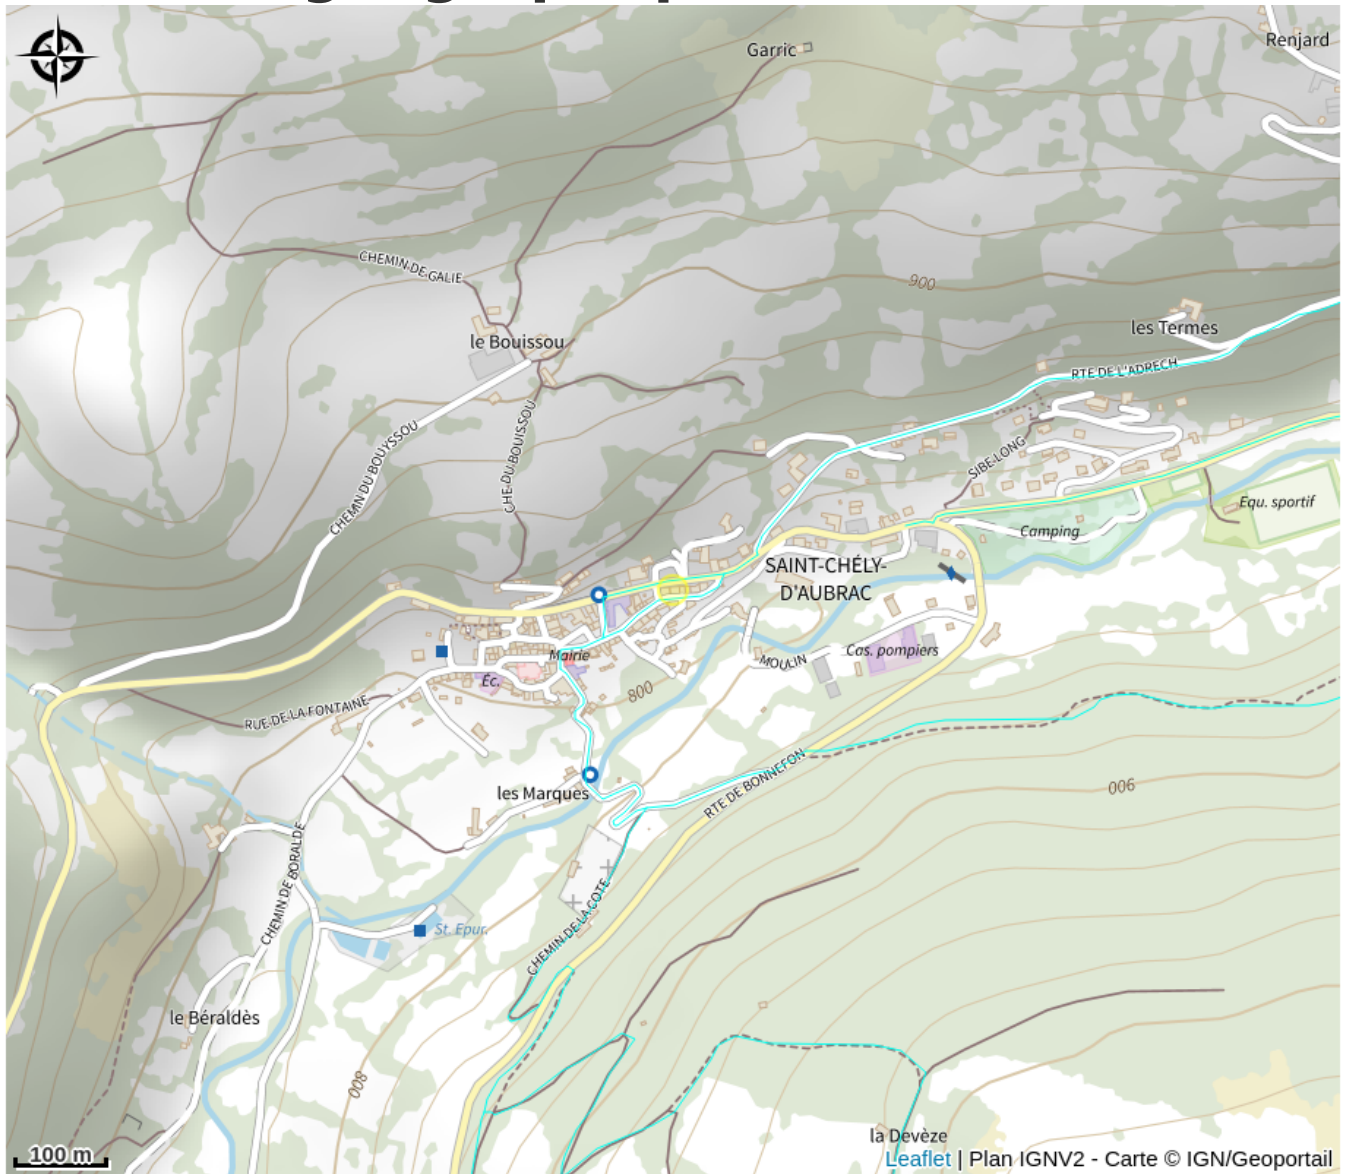 Garric
Renjard
CHEMIN DE GALIE
900
les Termes
le Bouissou
RTE DE L'ADRECH
CHEMIN DU BOUYSSOU
CHE DU BOUISSOU
SIBE LONG
Equ. sportif
Camping
SAINT-CHÉLY-
D'AUBRAC
Mairie
Cas. pompiers
MOULIN
Éc.
800
RUE DE LA FONTAINE
les Marques
RTE DE BONNEFON
900
CHEMIN DE BORALDE
CHEMIN DE LA COTE
St. Epur.
le Béraldès
800
la Devèze
100 m
Leaflet | Plan IGNV2 - Carte © IGN/Geoportail